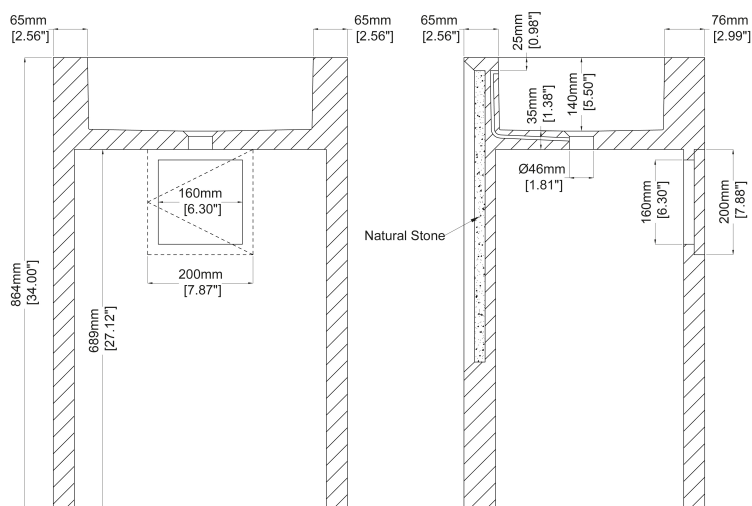 65mm
[2.56"]
65mm
[2.56"]
65mm
[2.56"]
25mm
[0.98"]
76mm
[2.99"]
35mm
[1.38"]
140mm
[5.50"]
160mm
[6.30"]
200mm
[7.87"]
864mm
[34.00"]
689mm
[27.12"]
Ø46mm
[1.81"]
Natural Stone
160mm
[6.30"]
200mm
[7.88"]